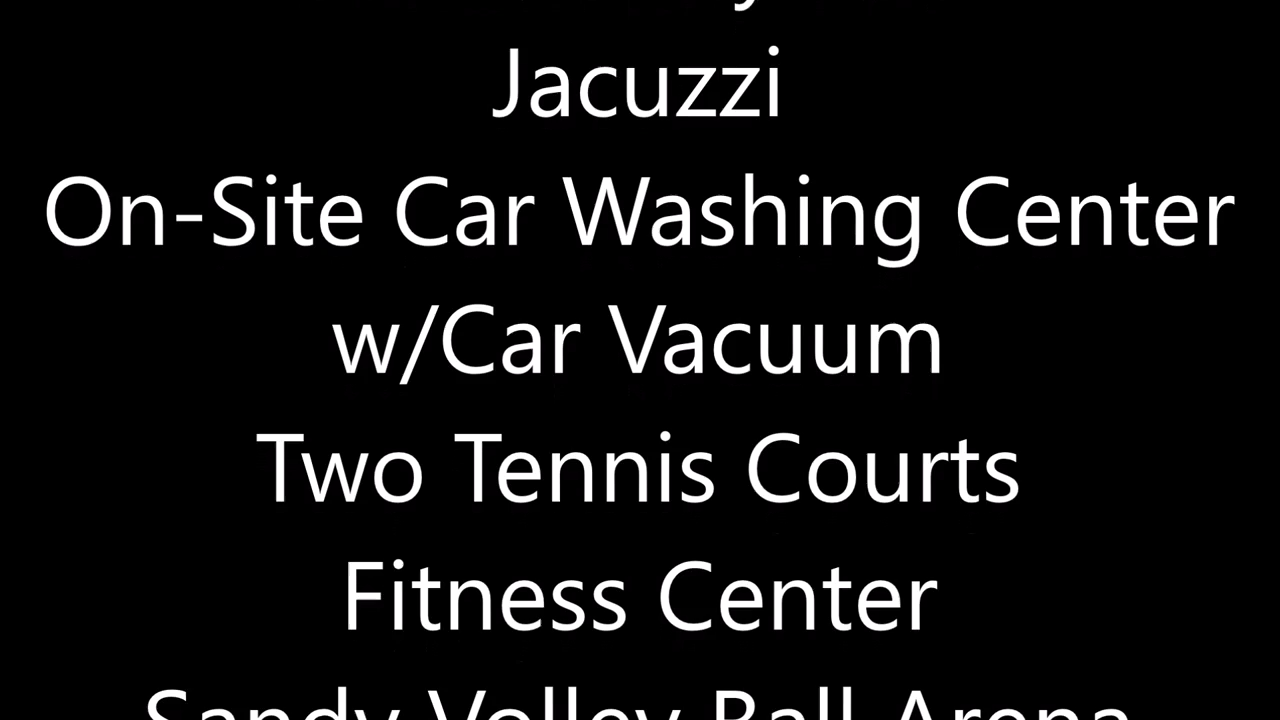 Jacuzzi
On-Site Car Washing Center
w/Car Vacuum
Two Tennis Courts
Fitness Center
Sandy Volley Ball Arena